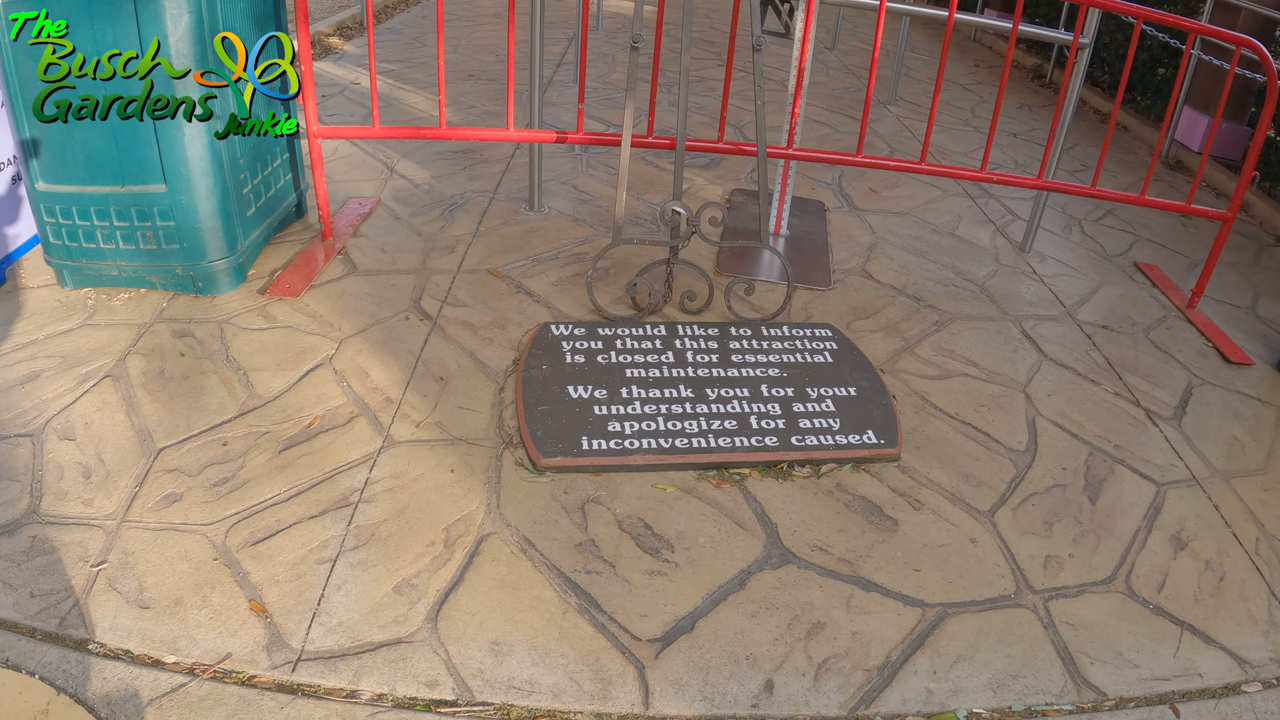 The
Busch
Gardens
Junkie
We would like to inform
you that this attraction
is closed for essential
maintenance.
We thank you for your
understanding and
apologize for any
inconvenience caused.